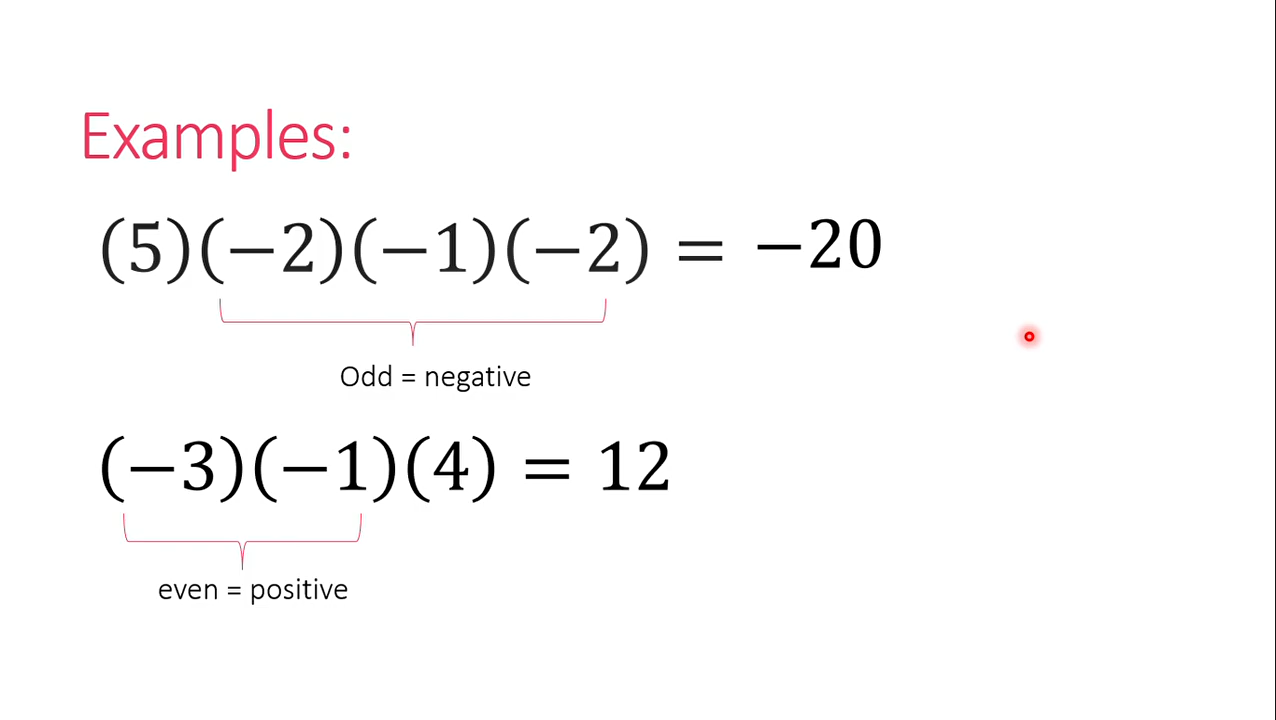 Examples:
(5)(−2)(−1)(−2) = −20
Odd = negative
(−3)(−1)(4) = 12
even = positive